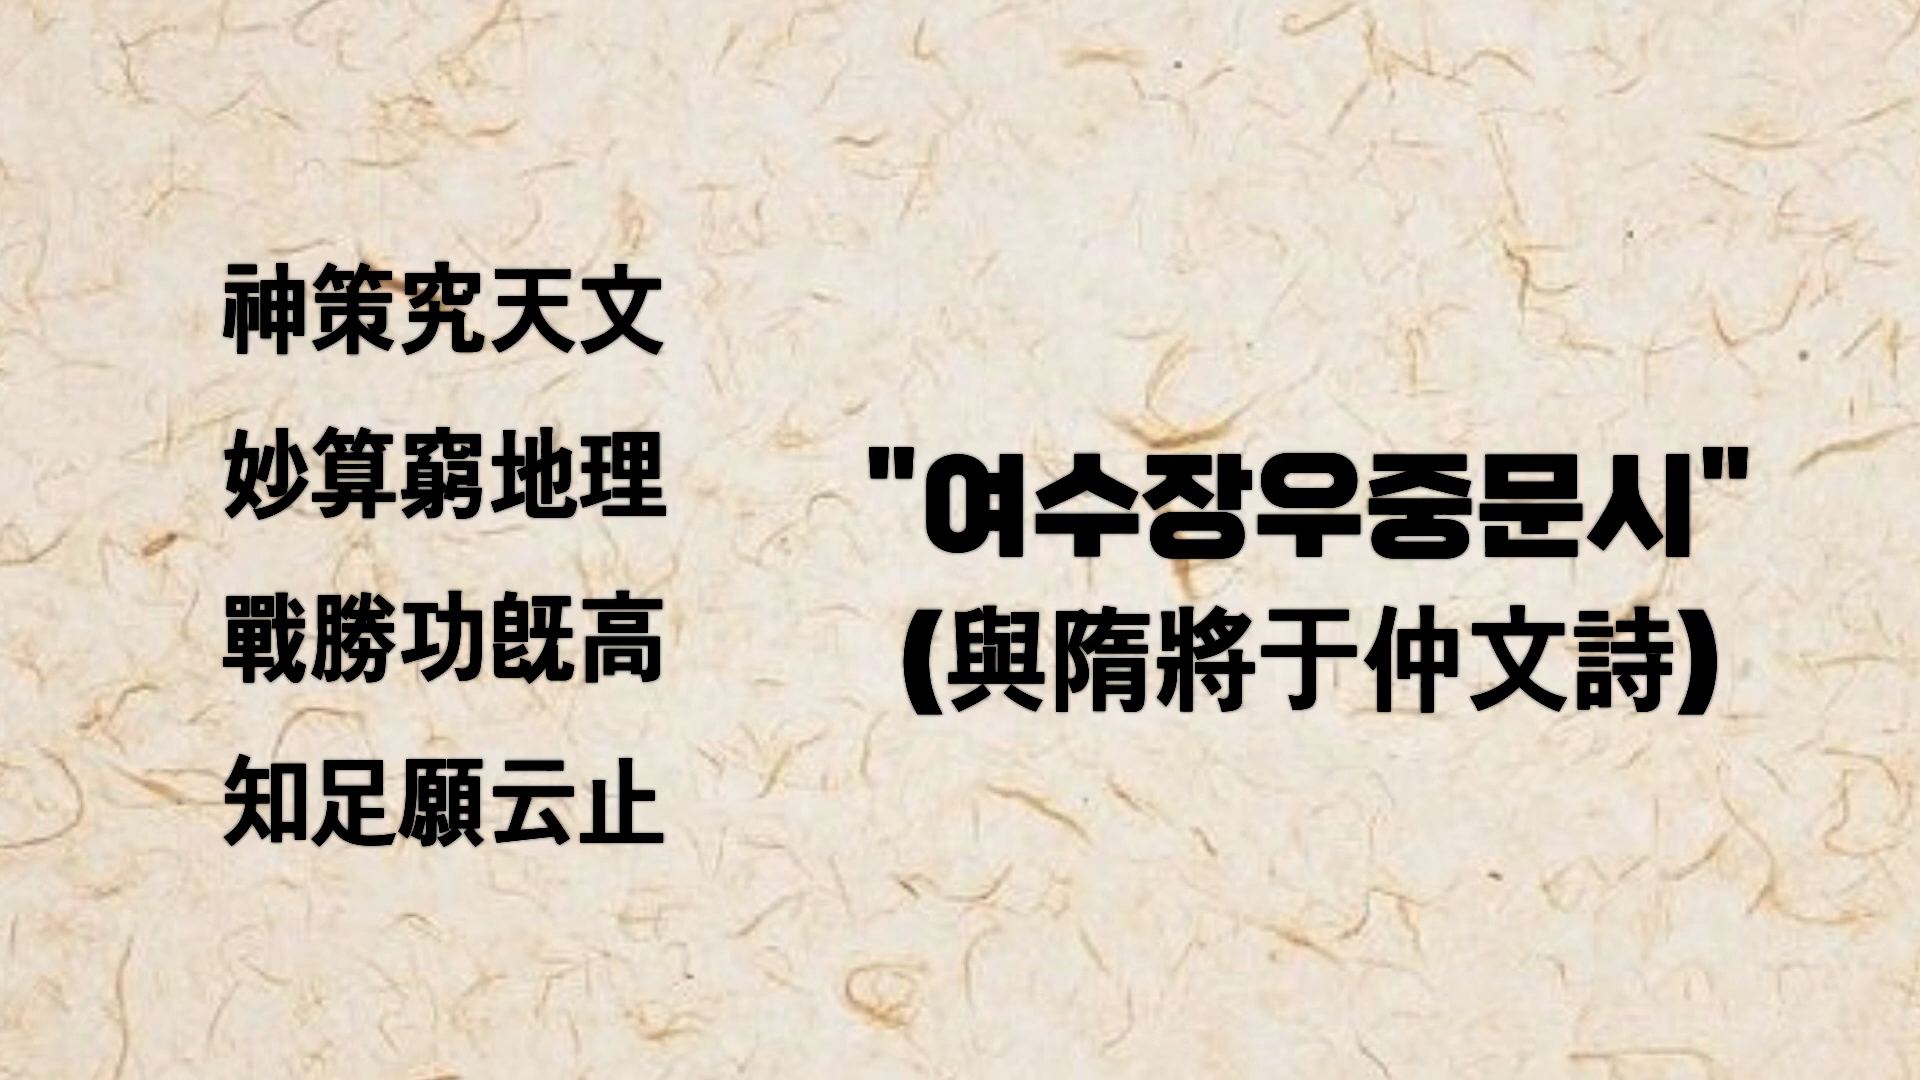 神策究天文
妙算窮地理
戰勝功旣高
知足願云止
"여수장우중문시"
(與隋將于仲文詩)